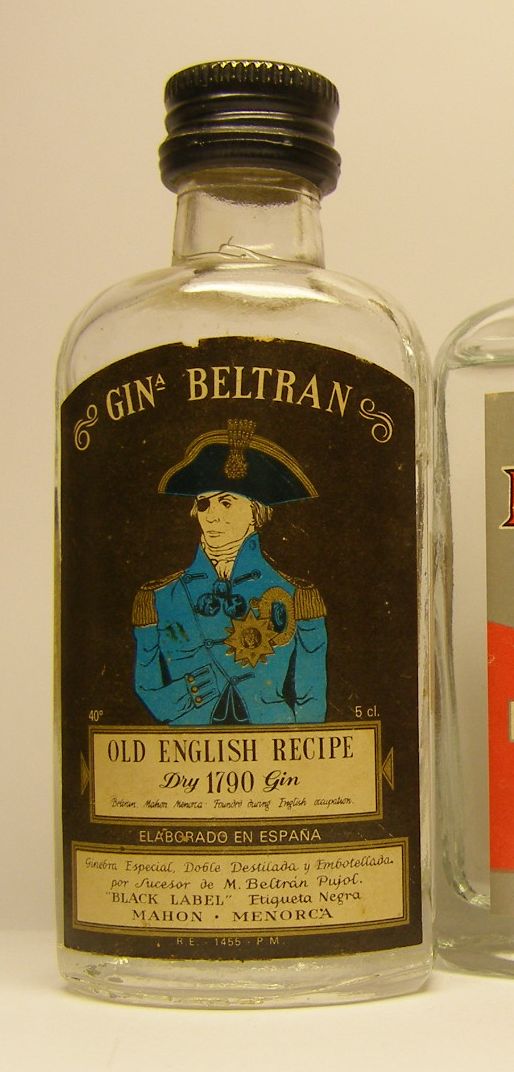 GINᴬ BELTRAN
40° 5 cl.
OLD ENGLISH RECIPE
Dry 1790 Gin
Beltran. Mahon Menorca. Foundrd during English occupation.
ELABORADO EN ESPAÑA
Ginebra Especial, Doble Destilada y Embotellada
por Sucesor de M. Beltrán Pujol.
"BLACK LABEL" Etiqueta Negra
MAHON · MENORCA
R.E. - 1455 - P.M.